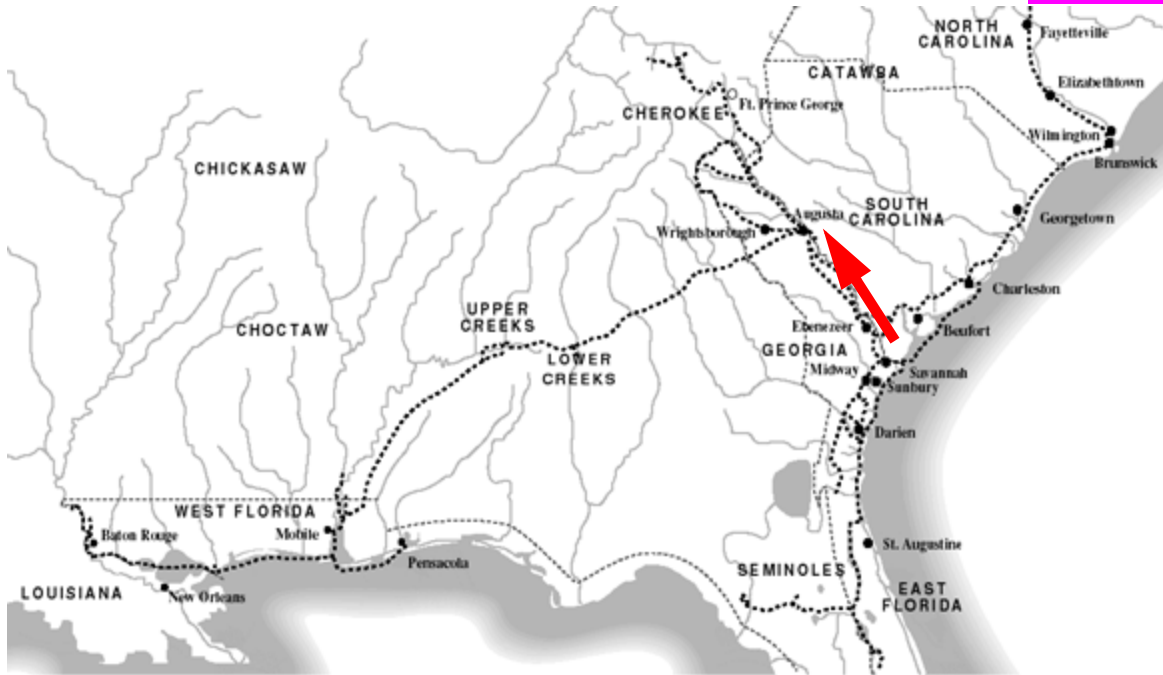 NORTH
CAROLINA
Fayetteville
CATAWBA
Elizabethtown
CHEROKEE
Ft. Prince George
Wilmington
Brunswick
CHICKASAW
SOUTH
CAROLINA
Augusta
Georgetown
Wrightsborough
Charleston
UPPER
CREEKS
CHOCTAW
Ebenezeer
Beufort
GEORGIA
LOWER
CREEKS
Midway
Savannah
Sunbury
Darien
WEST FLORIDA
Baton Rouge
Mobile
St. Augustine
Pensacola
SEMINOLES
LOUISIANA
New Orleans
EAST
FLORIDA